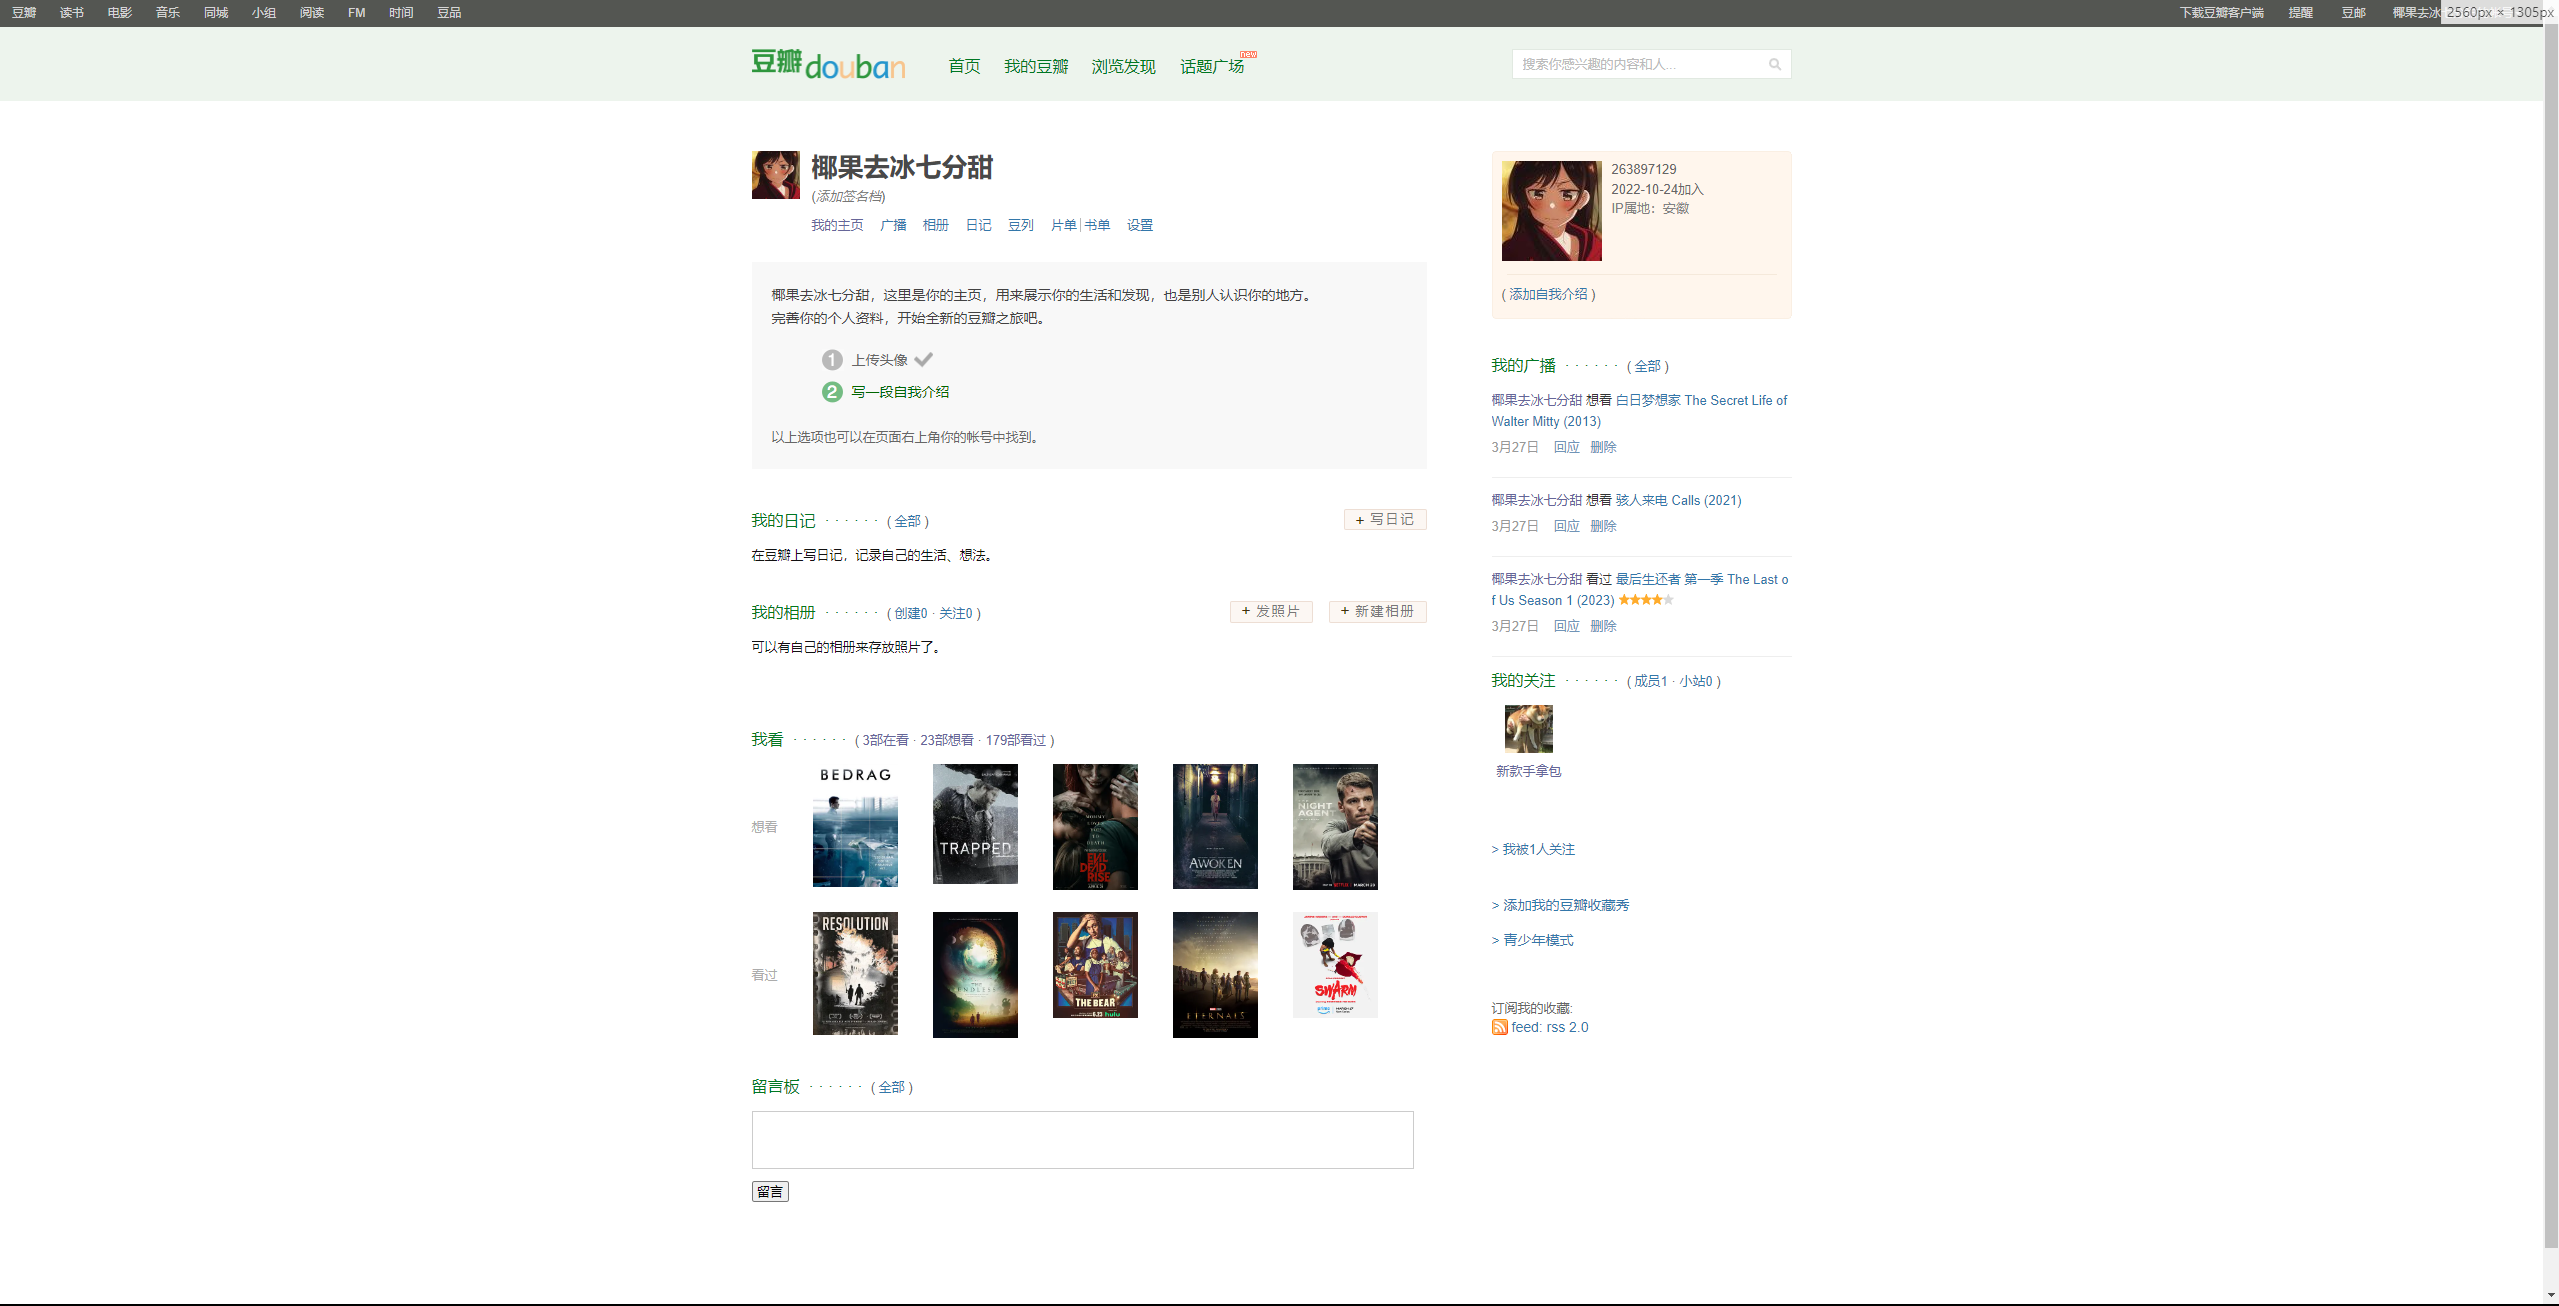 豆瓣 读书 电影 音乐 同城 小组 阅读 FM 时间 豆品
下载豆瓣客户端 提醒 豆邮 椰果去冰
2560px × 1305px
豆瓣douban
首页 我的豆瓣 浏览发现 话题广场 new
搜索你感兴趣的内容和人...
椰果去冰七分甜
(添加签名档)
我的主页 广播 相册 日记 豆列 片单|书单 设置
椰果去冰七分甜，这里是你的主页，用来展示你的生活和发现，也是别人认识你的地方。
完善你的个人资料，开始全新的豆瓣之旅吧。
1 上传头像
2 写一段自我介绍
以上选项也可以在页面右上角你的帐号中找到。
我的日记 · · · · · · ( 全部 )
+ 写日记
在豆瓣上写日记，记录自己的生活、想法。
我的相册 · · · · · · ( 创建0 · 关注0 )
+ 发照片 + 新建相册
可以有自己的相册来存放照片了。
我看 · · · · · · ( 3部在看 · 23部想看 · 179部看过 )
想看
BEDRAG
TRAPPED
MOMMY LOVES YOU TO DEATH
EVIL DEAD RISE
AWOKEN
THE NIGHT AGENT
看过
RESOLUTION
THE ENDLESS
THE BEAR
6.23 hulu
ETERNALS
SWARM
留言板 · · · · · · ( 全部 )
留言
263897129
2022-10-24加入
IP属地：安徽
( 添加自我介绍 )
我的广播 · · · · · · ( 全部 )
椰果去冰七分甜 想看 白日梦想家 The Secret Life of
Walter Mitty (2013)
3月27日 回应 删除
椰果去冰七分甜 想看 骇人来电 Calls (2021)
3月27日 回应 删除
椰果去冰七分甜 看过 最后生还者 第一季 The Last o
f Us Season 1 (2023)
3月27日 回应 删除
我的关注 · · · · · · ( 成员1 · 小站0 )
新款手拿包
> 我被1人关注
> 添加我的豆瓣收藏秀
> 青少年模式
订阅我的收藏:
feed: rss 2.0